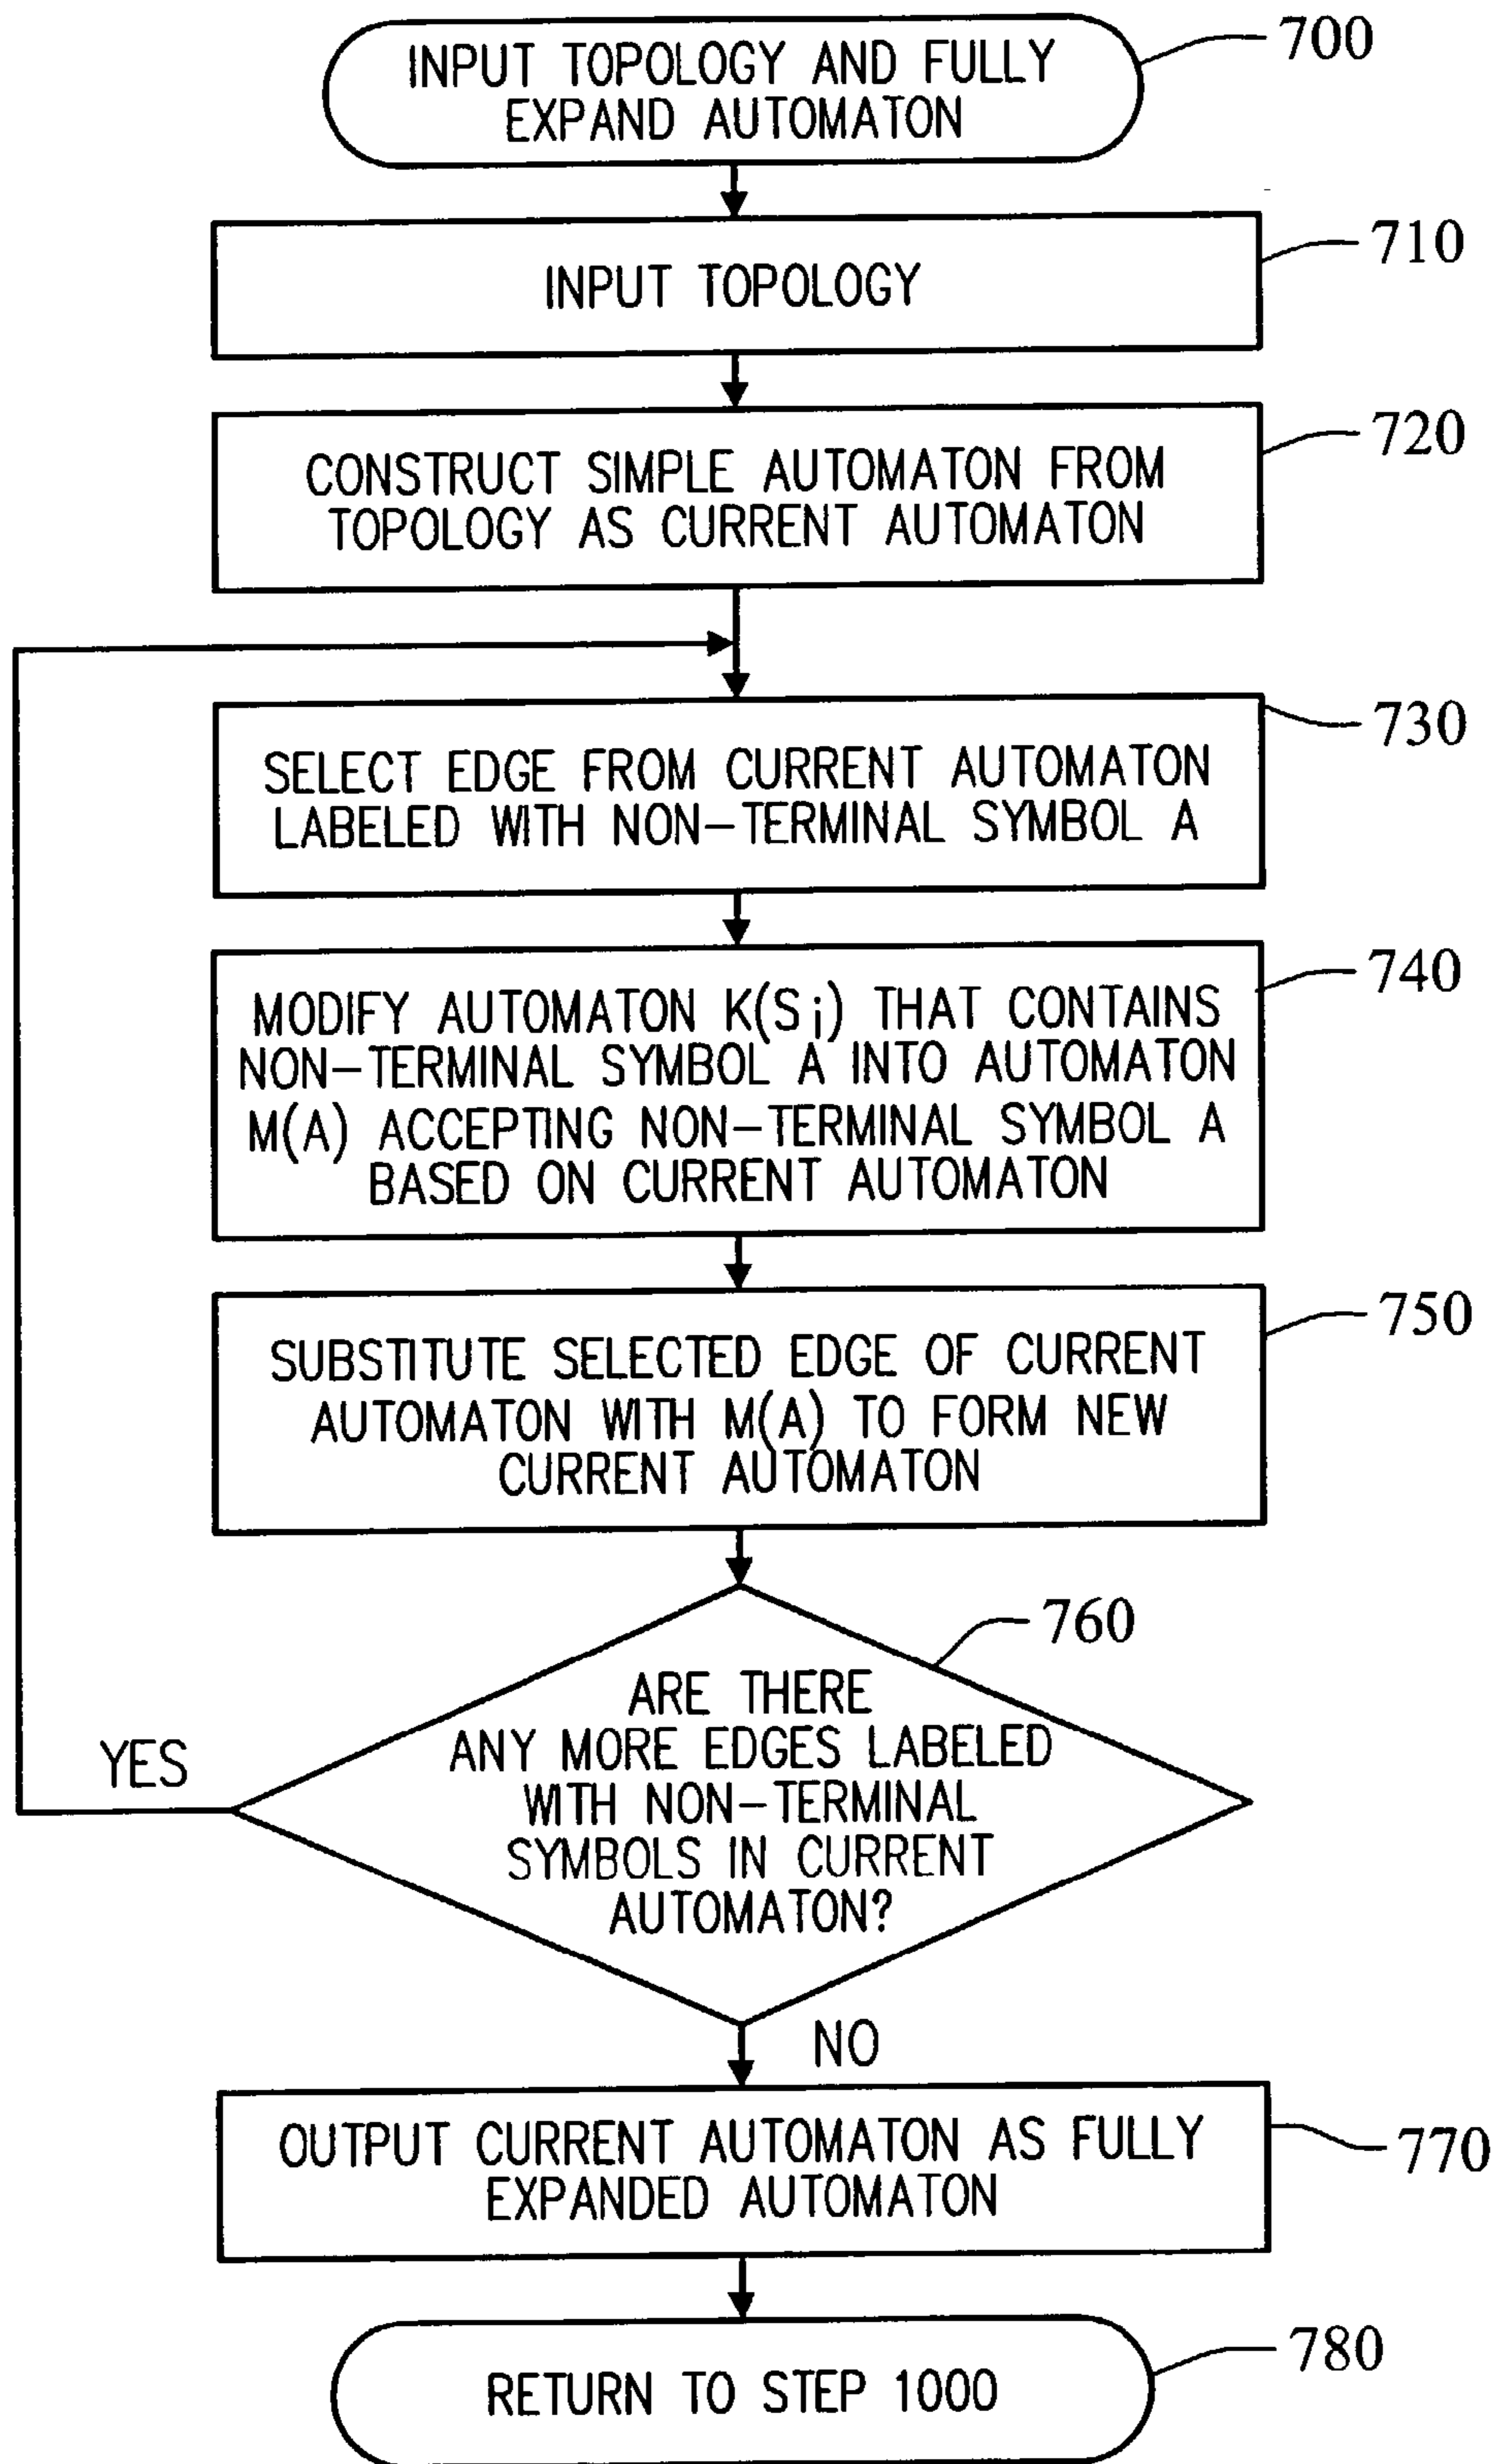 INPUT TOPOLOGY AND FULLY
EXPAND AUTOMATON
700
INPUT TOPOLOGY
710
CONSTRUCT SIMPLE AUTOMATON FROM
TOPOLOGY AS CURRENT AUTOMATON
720
SELECT EDGE FROM CURRENT AUTOMATON
LABELED WITH NON-TERMINAL SYMBOL A
730
MODIFY AUTOMATON K(Si) THAT CONTAINS
NON-TERMINAL SYMBOL A INTO AUTOMATON
M(A) ACCEPTING NON-TERMINAL SYMBOL A
BASED ON CURRENT AUTOMATON
740
SUBSTITUTE SELECTED EDGE OF CURRENT
AUTOMATON WITH M(A) TO FORM NEW
CURRENT AUTOMATON
750
ARE THERE
ANY MORE EDGES LABELED
WITH NON-TERMINAL
SYMBOLS IN CURRENT
AUTOMATON?
760
YES
NO
OUTPUT CURRENT AUTOMATON AS FULLY
EXPANDED AUTOMATON
770
RETURN TO STEP 1000
780